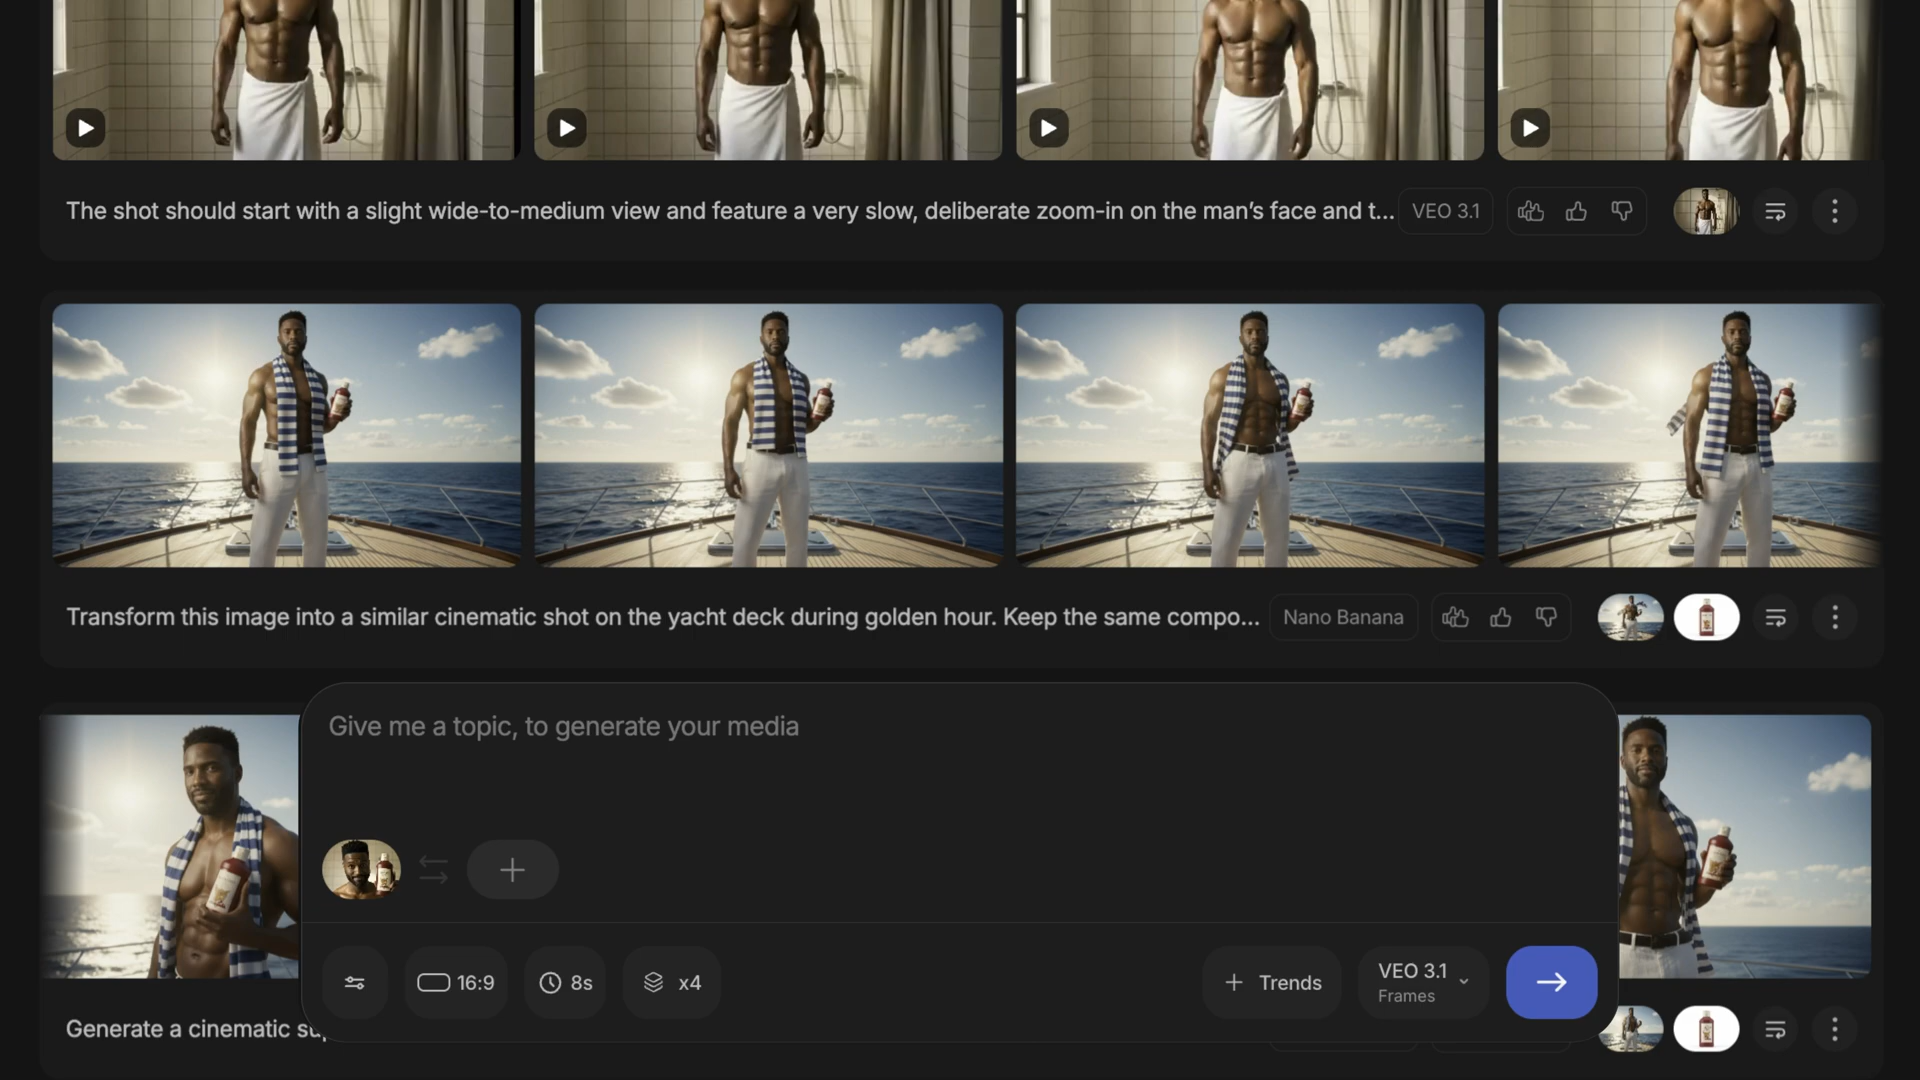 The shot should start with a slight wide-to-medium view and feature a very slow, deliberate zoom-in on the man’s face and t...
VEO 3.1
Transform this image into a similar cinematic shot on the yacht deck during golden hour. Keep the same compo...
Nano Banana
Give me a topic, to generate your media
16:9
8s
x4
Trends
VEO 3.1
Frames
Generate a cinematic